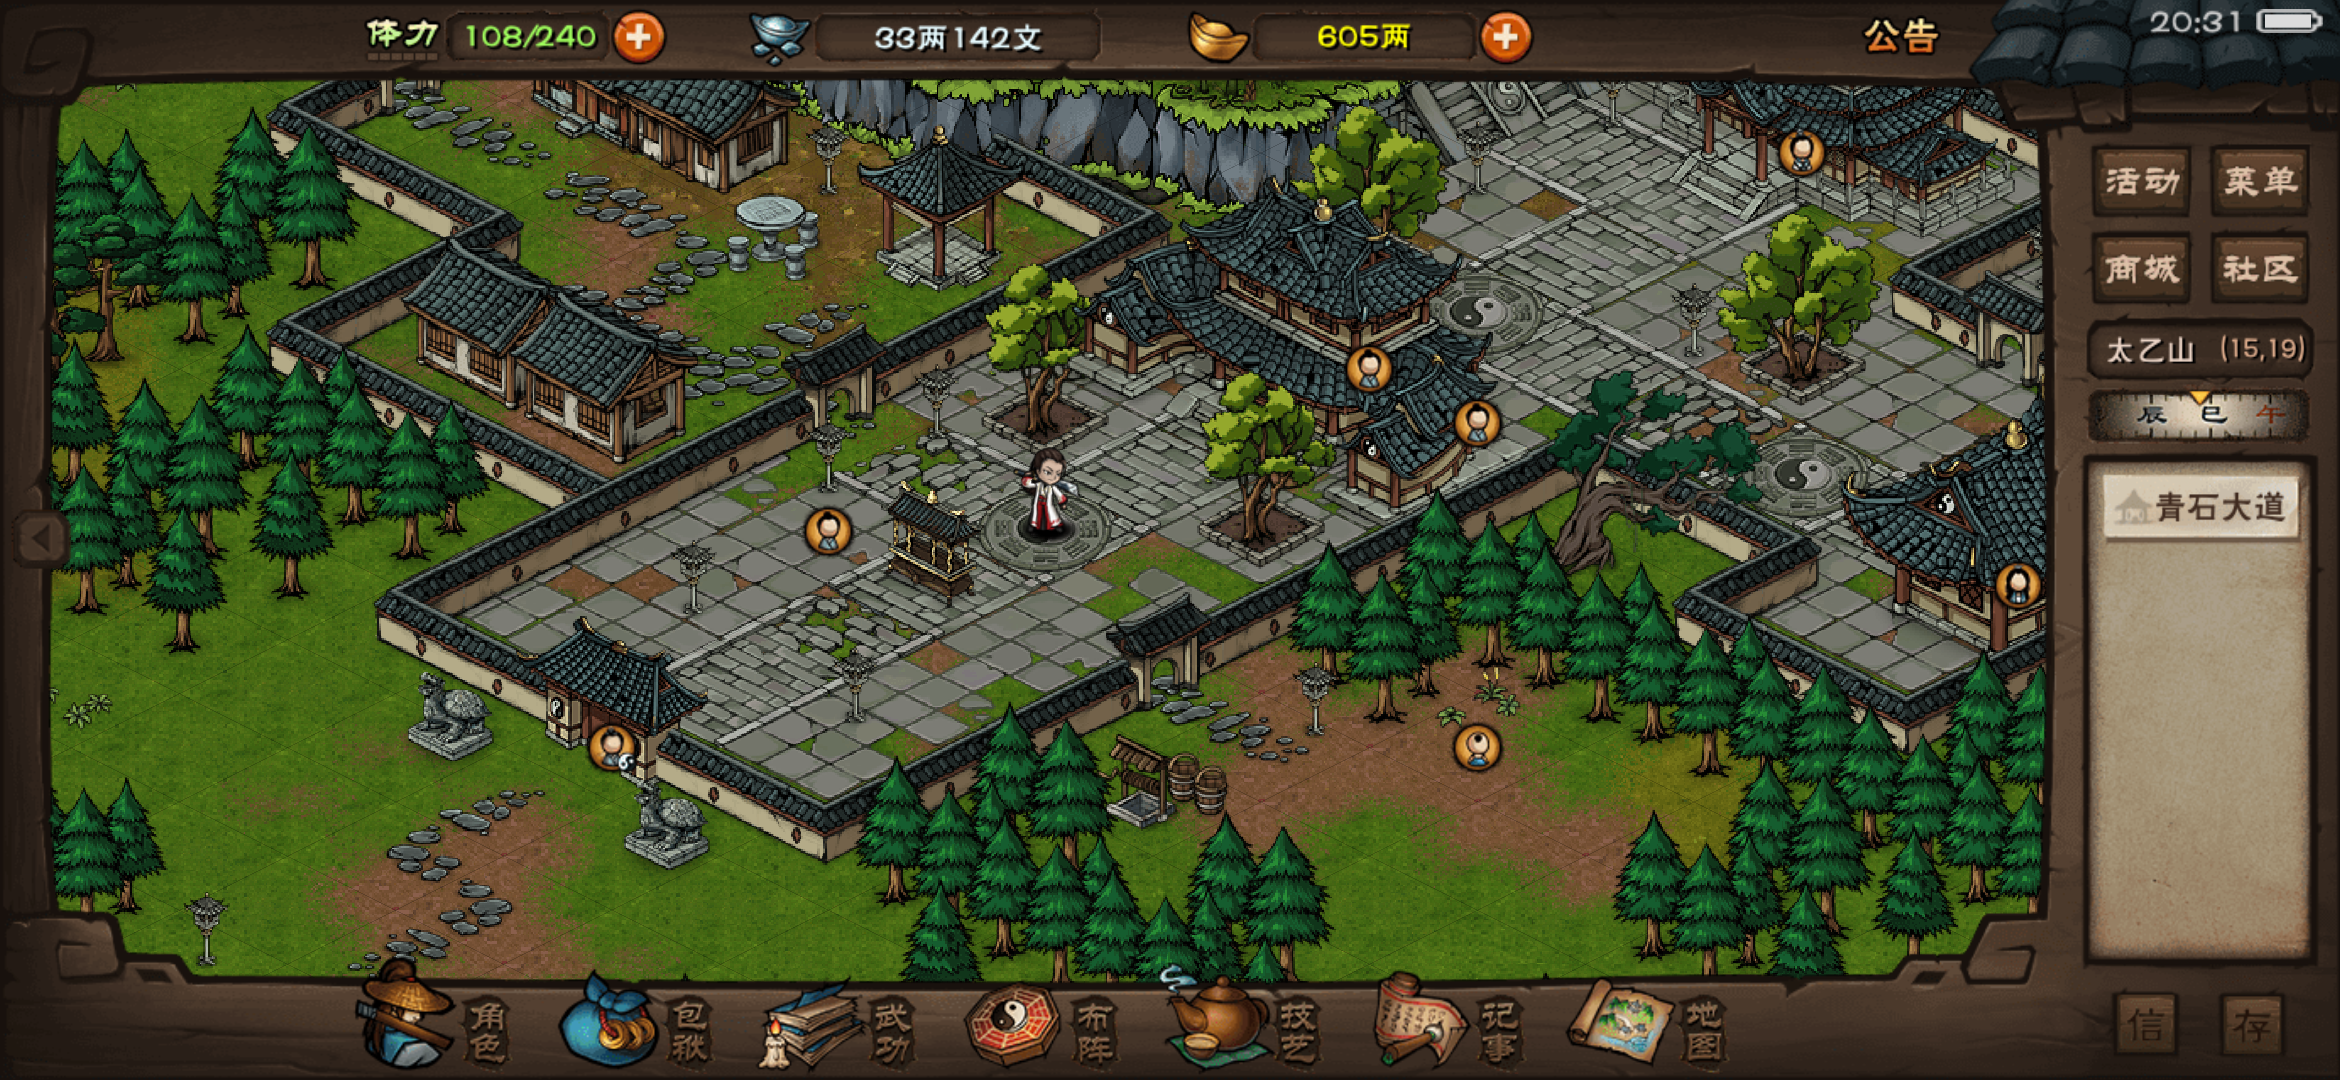 体力 108/240
33两142文
605两
公告
20:31
活动
菜单
商城
社区
太乙山 (15,19)
辰 巳 午
青石大道
角色
包袱
武功
布阵
技艺
记事
地图
信
存